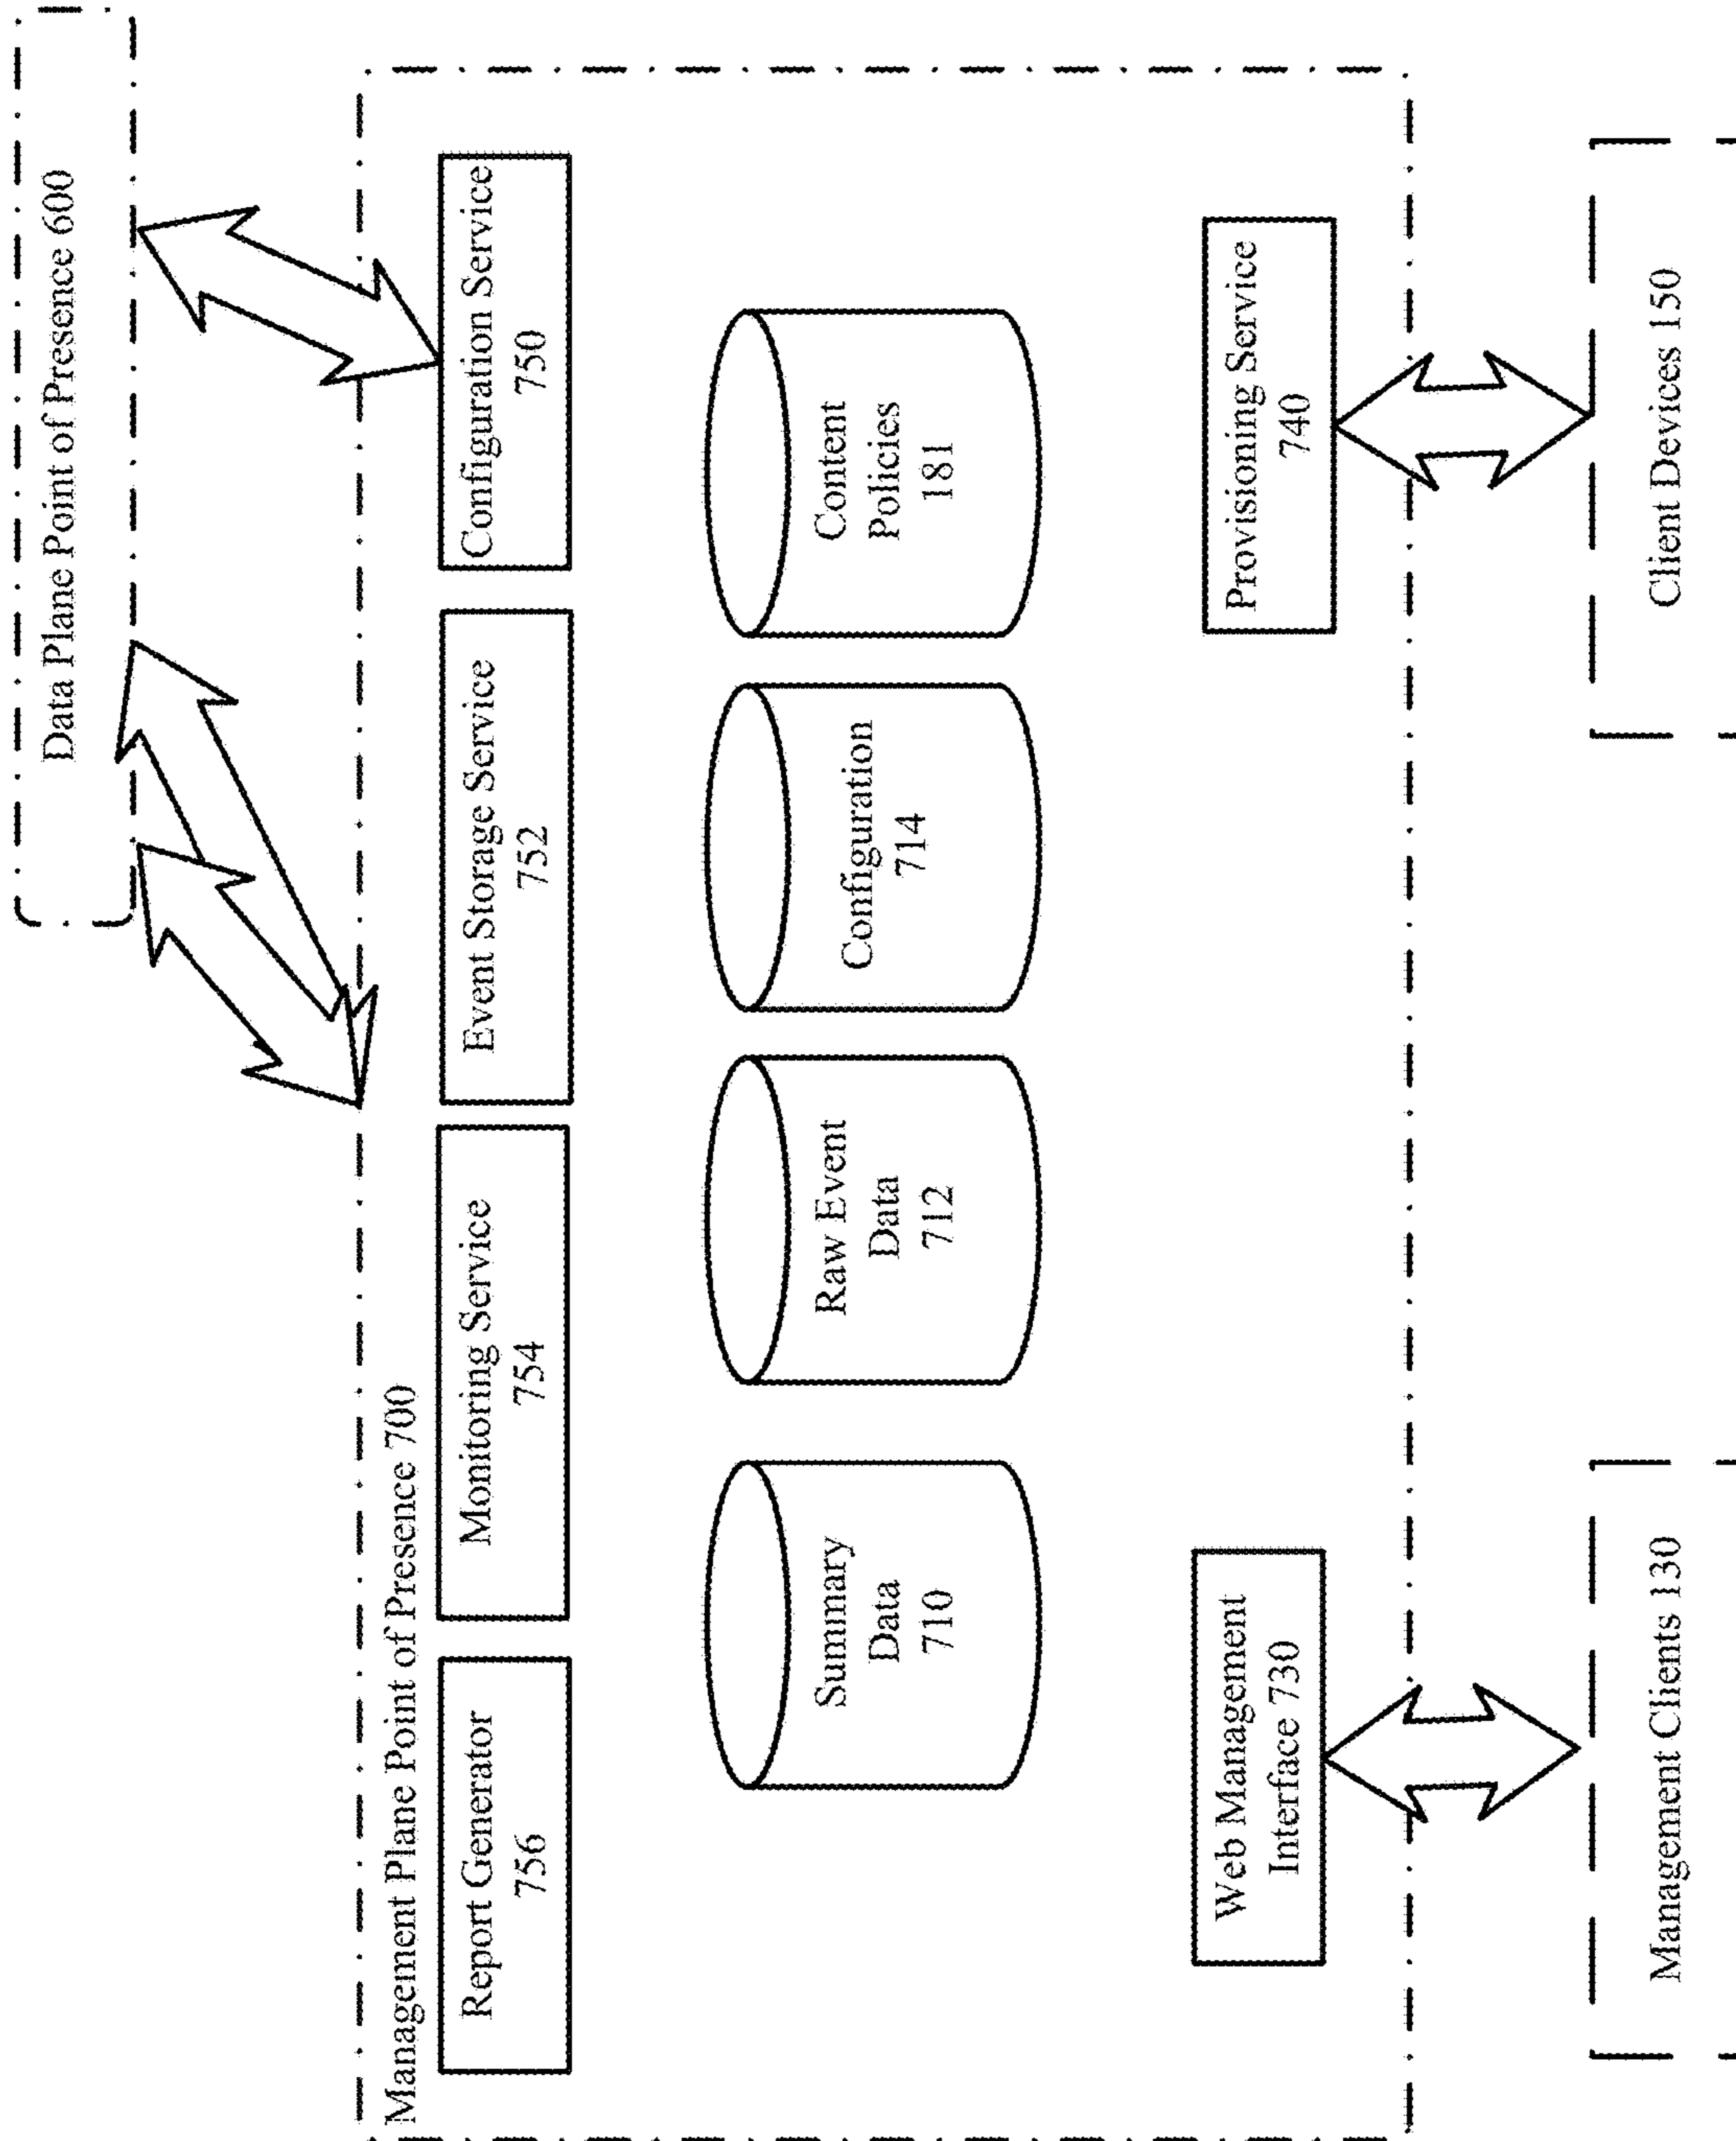 Data Plane Point of Presence 600
Management Plane Point of Presence 700
Report Generator
756
Monitoring Service
754
Event Storage Service
752
Configuration Service
750
Summary
Data
710
Raw Event
Data
712
Configuration
714
Content
Policies
181
Web Management
Interface 730
Provisioning Service
740
Management Clients 130
Client Devices 150